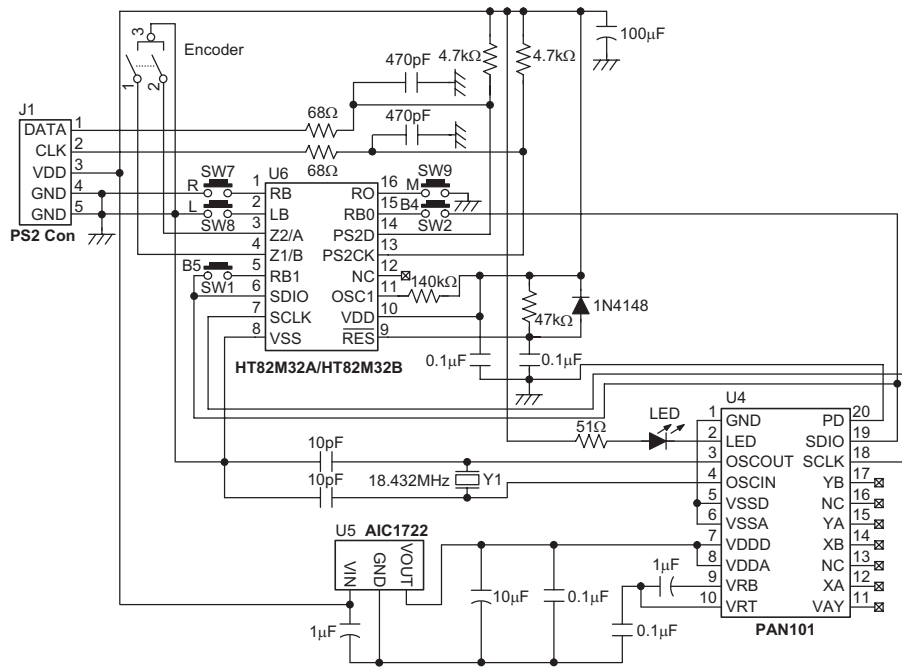 3
Encoder
1
2
100μF
4.7kΩ
4.7kΩ
470pF
470pF
68Ω
68Ω
J1
DATA 1
CLK 2
VDD 3
GND 4
GND 5
PS2 Con
R SW7
L SW8
B5 SW1
U6
1 RB
2 LB
3 Z2/A
4 Z1/B
5 RB1
6 SDIO
7 SCLK
8 VSS
RO 16
RB0 15
PS2D 14
PS2CK 13
NC 12
OSC1 11
VDD 10
RES 9
HT82M32A/HT82M32B
M SW9
B4 SW2
140kΩ
47kΩ
1N4148
0.1μF
0.1μF
LED
51Ω
10pF
10pF
18.432MHz Y1
U4
1 GND
2 LED
3 OSCOUT
4 OSCIN
5 VSSD
6 VSSA
7 VDDD
8 VDDA
9 VRB
10 VRT
PD 20
SDIO 19
SCLK 18
YB 17
NC 16
YA 15
XB 14
NC 13
XA 12
VAY 11
PAN101
U5 AIC1722
VIN
GND
VOUT
1μF
10μF
0.1μF
0.1μF
1μF